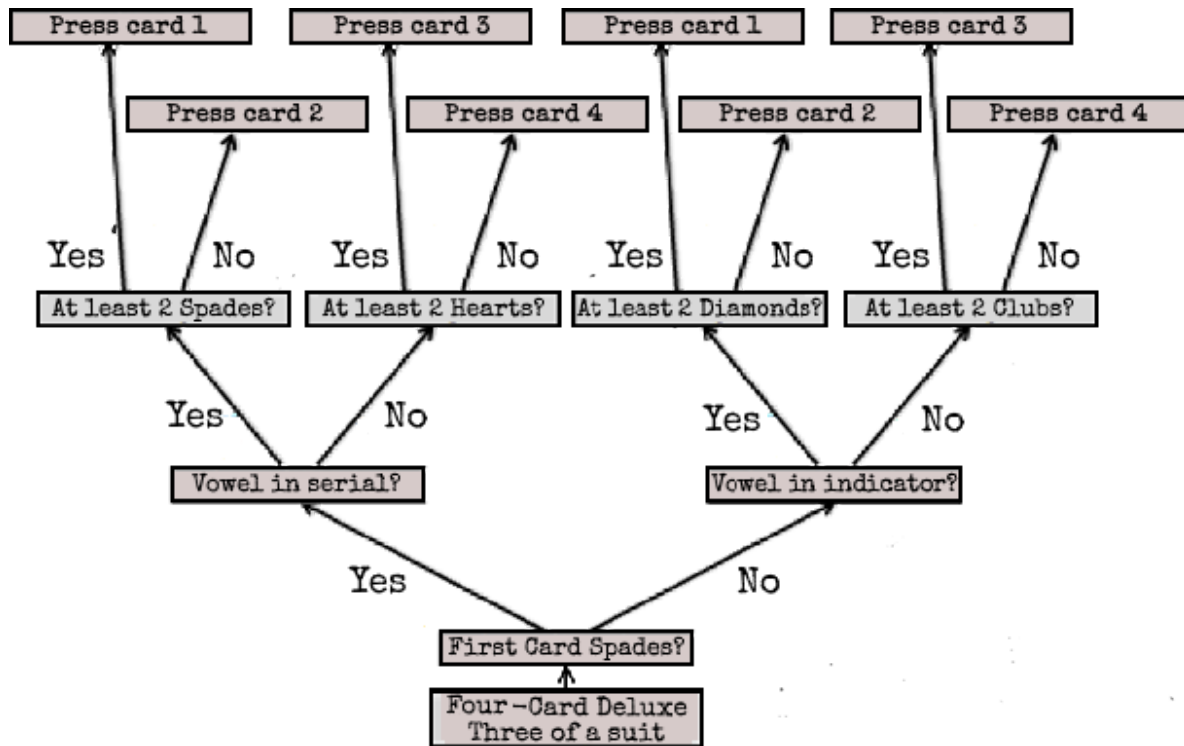 Press card 1
Press card 3
Press card 1
Press card 3
Press card 2
Press card 4
Press card 2
Press card 4
Yes
No
Yes
No
Yes
No
Yes
No
At least 2 Spades?
At least 2 Hearts?
At least 2 Diamonds?
At least 2 Clubs?
Yes
No
Yes
No
Vowel in serial?
Vowel in indicator?
Yes
No
First Card Spades?
Four-Card Deluxe
Three of a suit